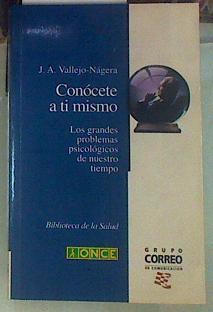 J. A. Vallejo-Nágera
Conócete
a ti mismo
Los grandes
problemas
psicológicos
de nuestro
tiempo
Biblioteca de la Salud
ONCE
GRUPO
CORREO
DE COMUNICACION